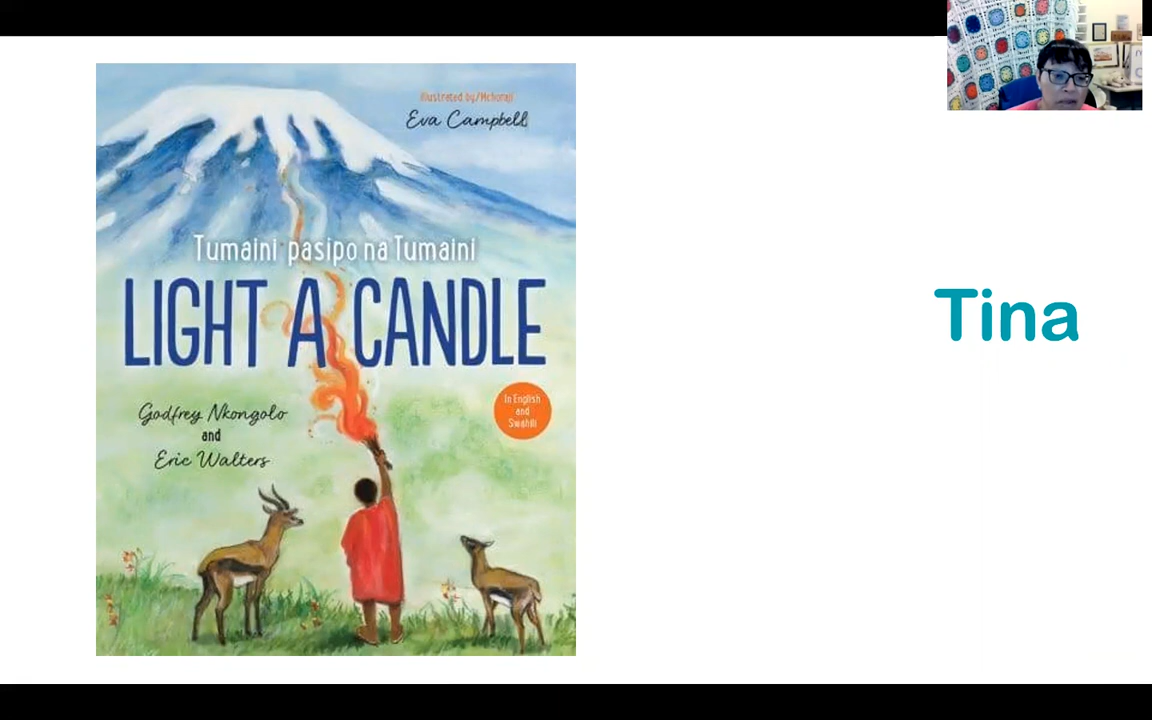 Illustrated by/Mchoraji
Eva Campbell
Tumaini pasipo na Tumaini
LIGHT A CANDLE
Godfrey Nkongolo
and
Eric Walters
In English
and
Swahili
Tina